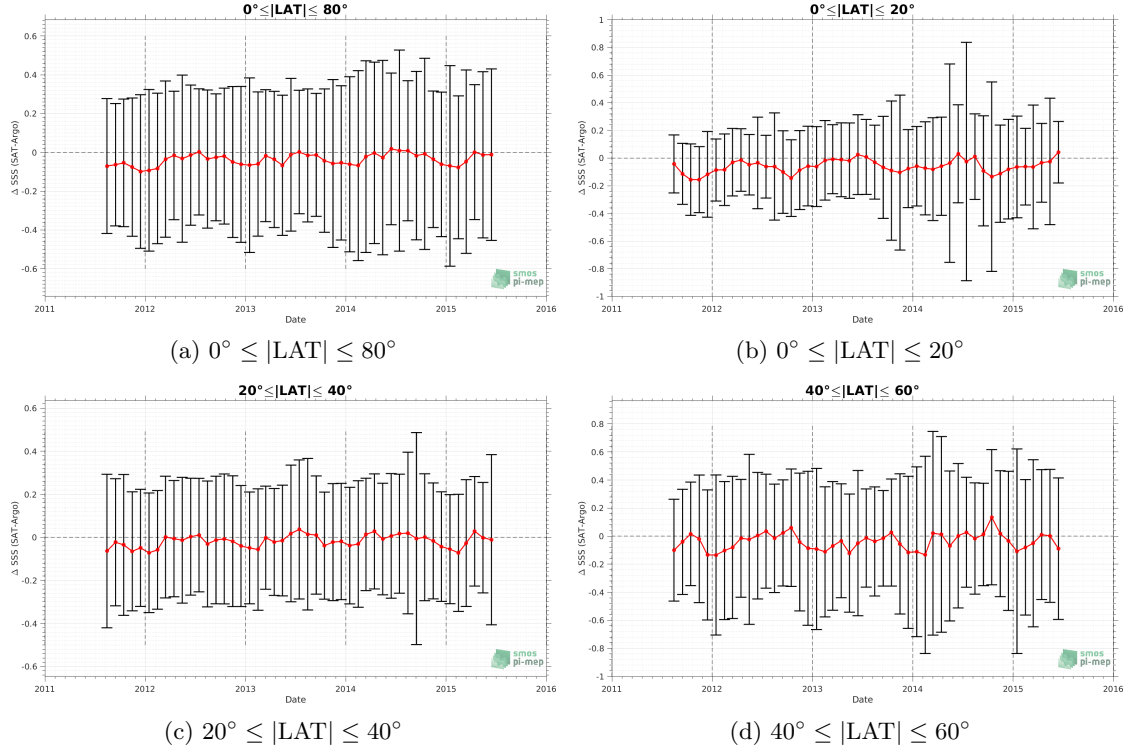 0°≤|LAT|≤ 80°
Δ SSS (SAT-Argo)
0.6
0.4
0.2
0
-0.2
-0.4
-0.6
2011 2012 2013 2014 2015 2016
Date
smos
pi-mep
(a) 0° ≤ |LAT| ≤ 80°
0°≤|LAT|≤ 20°
Δ SSS (SAT-Argo)
1
0.8
0.6
0.4
0.2
0
-0.2
-0.4
-0.6
-0.8
-1
2011 2012 2013 2014 2015 2016
Date
smos
pi-mep
(b) 0° ≤ |LAT| ≤ 20°
20°≤|LAT|≤ 40°
Δ SSS (SAT-Argo)
0.6
0.4
0.2
0
-0.2
-0.4
-0.6
2011 2012 2013 2014 2015 2016
Date
smos
pi-mep
(c) 20° ≤ |LAT| ≤ 40°
40°≤|LAT|≤ 60°
Δ SSS (SAT-Argo)
0.8
0.6
0.4
0.2
0
-0.2
-0.4
-0.6
-0.8
-1
2011 2012 2013 2014 2015 2016
Date
smos
pi-mep
(d) 40° ≤ |LAT| ≤ 60°